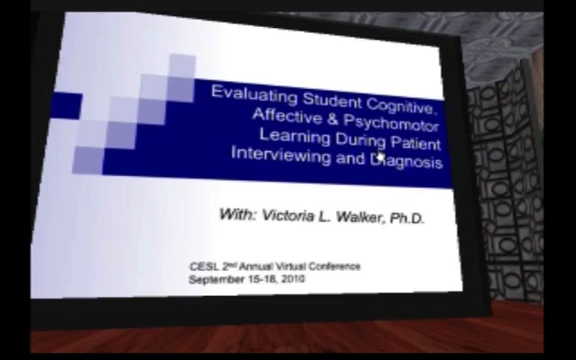 Evaluating Student Cognitive,
Affective & Psychomotor
Learning During Patient
Interviewing and Diagnosis
With: Victoria L. Walker, Ph.D.
CESL 2nd Annual Virtual Conference
September 15-18, 2010